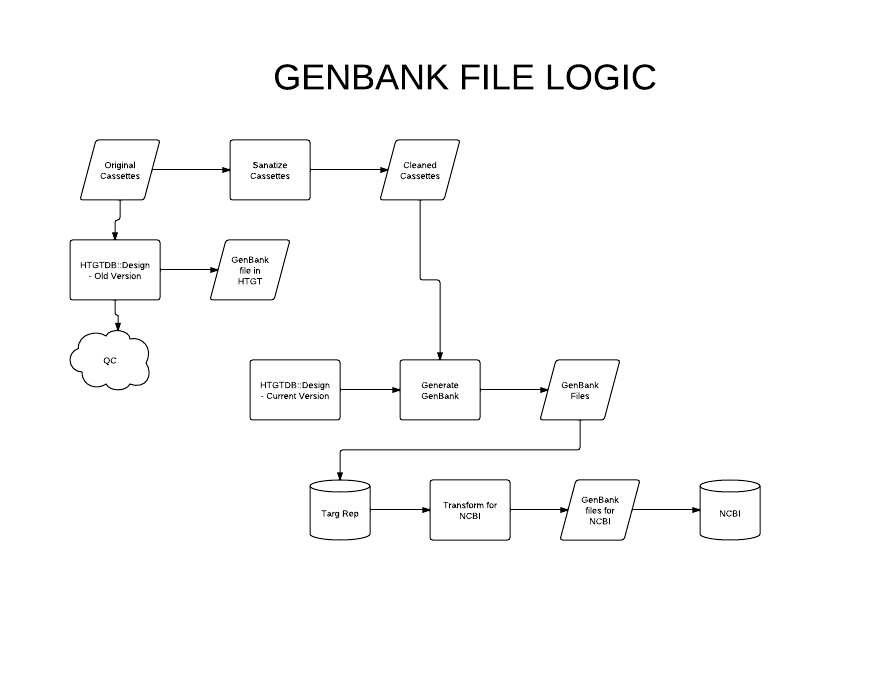 GENBANK FILE LOGIC
Original
Cassettes
Sanatize
Cassettes
Cleaned
Cassettes
HTGTDB::Design
- Old Version
GenBank
file in
HTGT
QC
HTGTDB::Design
- Current Version
Generate
GenBank
GenBank
Files
Targ Rep
Transform for
NCBI
GenBank
files for
NCBI
NCBI